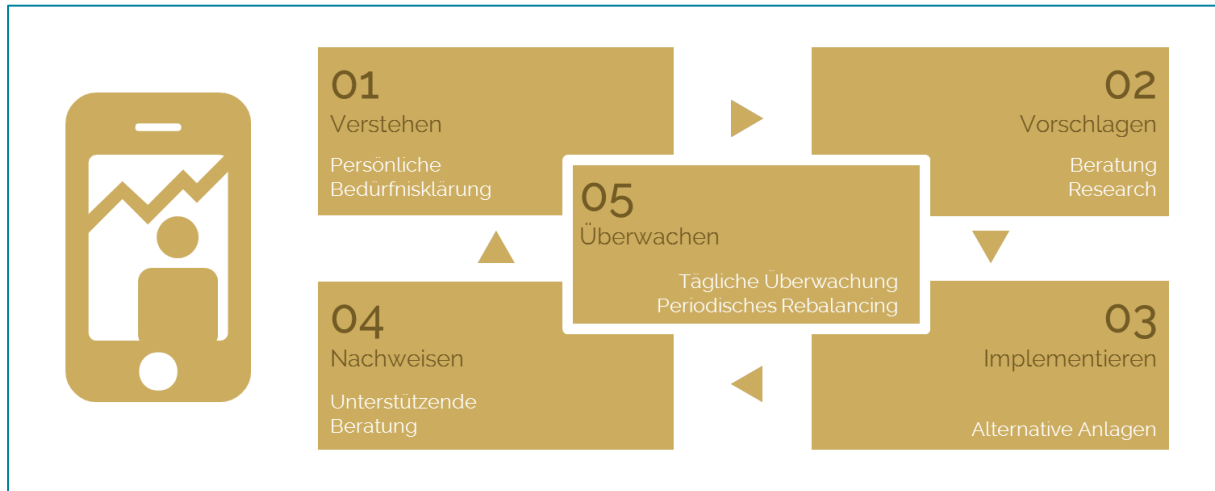 01
Verstehen
Persönliche
Bedürfnisklärung
02
Vorschlagen
Beratung
Research
05
Überwachen
Tägliche Überwachung
Periodisches Rebalancing
04
Nachweisen
Unterstützende
Beratung
03
Implementieren
Alternative Anlagen